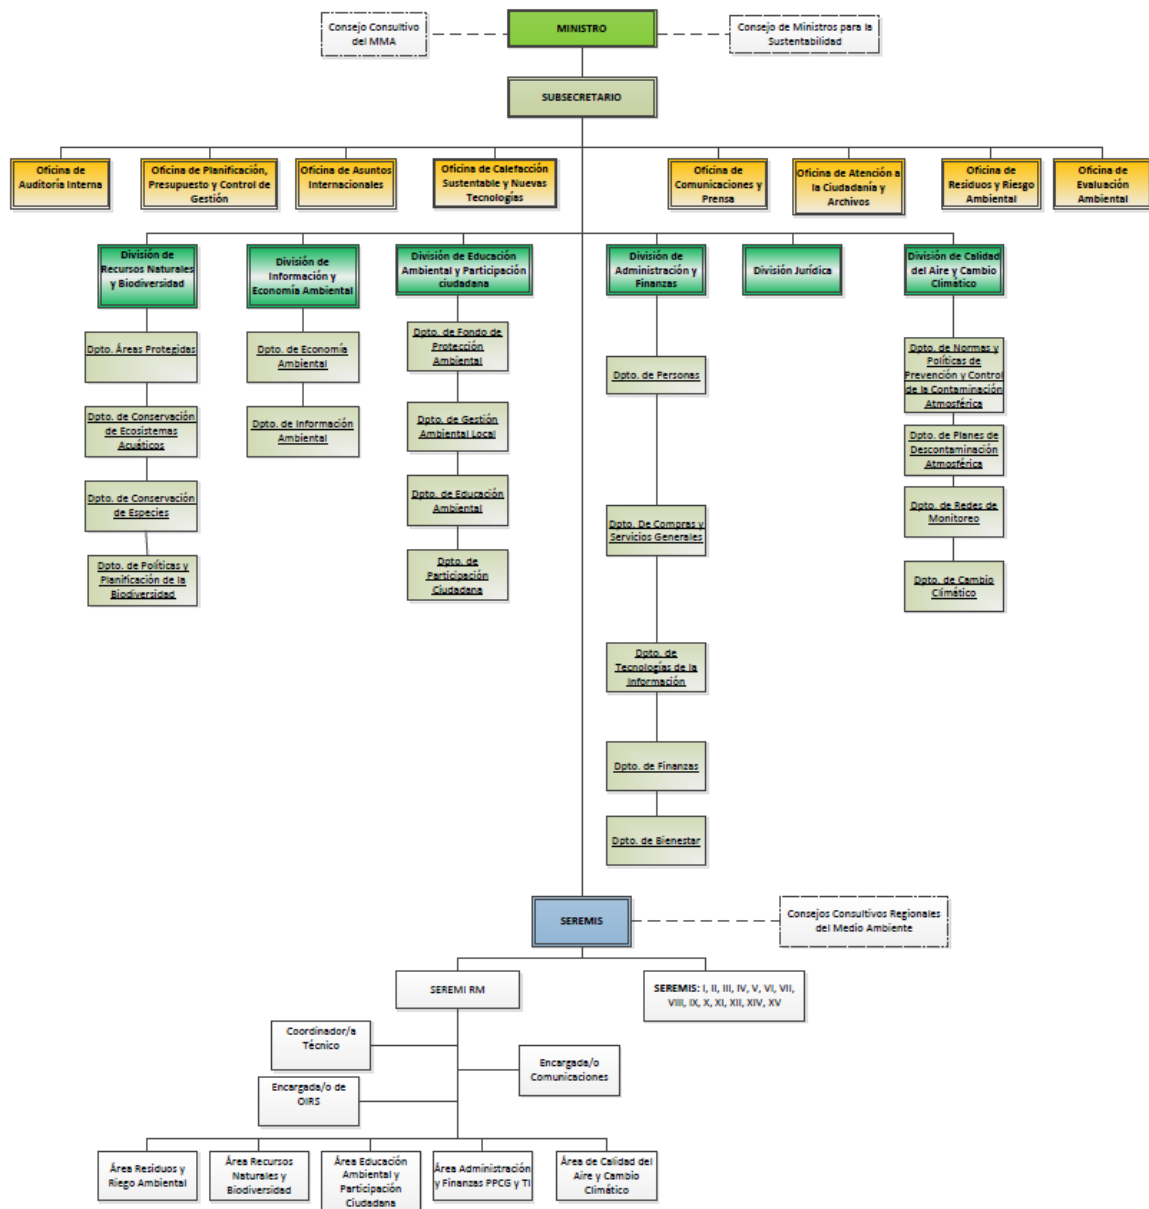 Consejo Consultivo
del MMA
MINISTRO
Consejo de Ministros para la
Sustentabilidad
SUBSECRETARIO
Oficina de
Auditoría Interna
Oficina de Planificación,
Presupuesto y Control de
Gestión
Oficina de Asuntos
Internacionales
Oficina de Calefacción
Sustentable y Nuevas
Tecnologías
Oficina de
Comunicaciones y
Prensa
Oficina de Atención a
la Ciudadanía y
Archivos
Oficina de
Residuos y Riesgo
Ambiental
Oficina de
Evaluación
Ambiental
División de
Recursos Naturales
y Biodiversidad
División de
Información y
Economía Ambiental
División de Educación
Ambiental y Participación
ciudadana
División de
Administración y
Finanzas
División Jurídica
División de Calidad
del Aire y Cambio
Climático
Dpto. Áreas Protegidas
Dpto. de Conservación
de Ecosistemas
Acuáticos
Dpto. de Conservación
de Especies
Dpto. de Políticas y
Planificación de la
Biodiversidad
Dpto. de Economía
Ambiental
Dpto. de Información
Ambiental
Dpto. de Fondo de
Protección
Ambiental
Dpto. de Gestión
Ambiental Local
Dpto. de Educación
Ambiental
Dpto. de
Participación
Ciudadana
Dpto. de Personas
Dpto. De Compras y
Servicios Generales
Dpto. de
Tecnologías de la
Información
Dpto. de Finanzas
Dpto. de Bienestar
Dpto. de Normas y
Políticas de
Prevención y Control
de la Contaminación
Atmosférica
Dpto. de Planes de
Descontaminación
Atmosférica
Dpto. de Redes de
Monitoreo
Dpto. de Cambio
Climático
SEREMIS
Consejos Consultivos Regionales
del Medio Ambiente
SEREMI RM
SEREMIS: I, II, III, IV, V, VI, VII,
VIII, IX, X, XI, XII, XIV, XV
Coordinador/a
Técnico
Encargada/o
Comunicaciones
Encargada/o de
OIRS
Área Residuos y
Riego Ambiental
Área Recursos
Naturales y
Biodiversidad
Área Educación
Ambiental y
Participación
Ciudadana
Área Administración
y Finanzas PPCG y TI
Área de Calidad del
Aire y Cambio
Climático